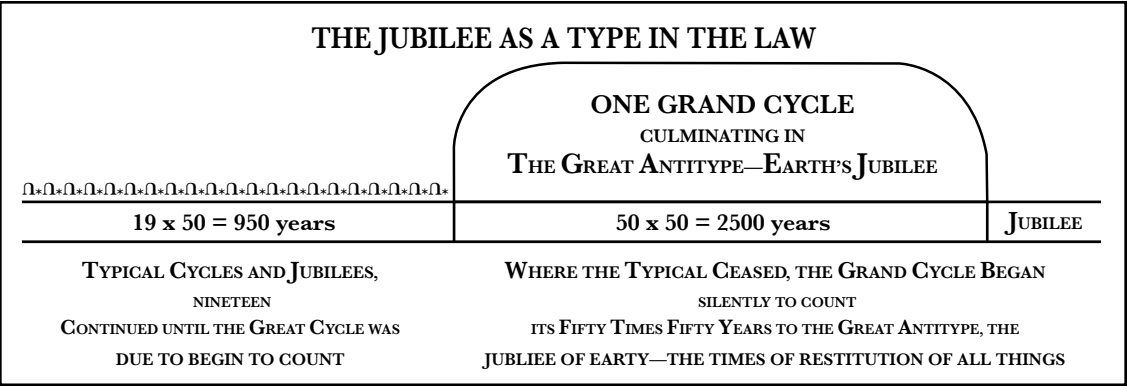 THE JUBILEE AS A TYPE IN THE LAW
ONE GRAND CYCLE
CULMINATING IN
THE GREAT ANTITYPE—EARTH'S JUBILEE
19 x 50 = 950 years
50 x 50 = 2500 years
JUBILEE
TYPICAL CYCLES AND JUBILEES,
NINETEEN
CONTINUED UNTIL THE GREAT CYCLE WAS
DUE TO BEGIN TO COUNT
WHERE THE TYPICAL CEASED, THE GRAND CYCLE BEGAN
SILENTLY TO COUNT
ITS FIFTY TIMES FIFTY YEARS TO THE GREAT ANTITYPE, THE
JUBLIEE OF EARTY—THE TIMES OF RESTITUTION OF ALL THINGS